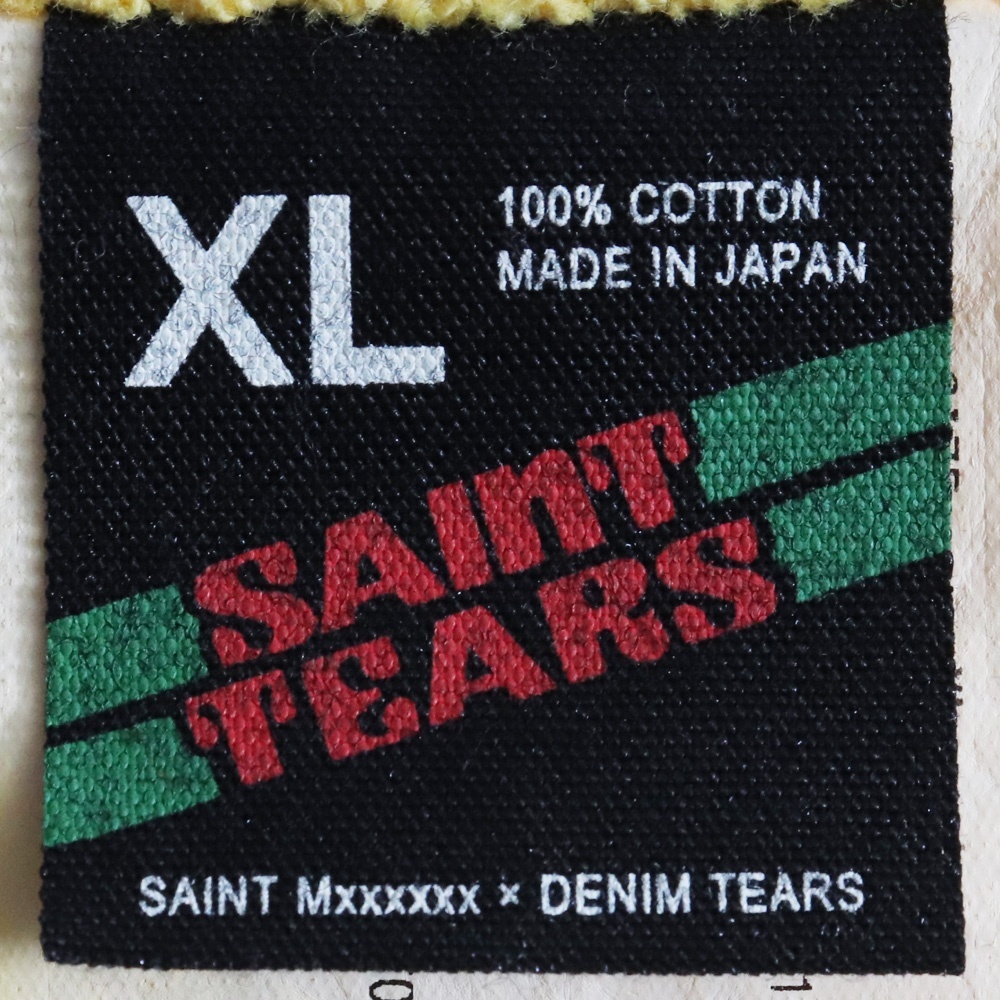 XL
100% COTTON
MADE IN JAPAN
SAINT
TEARS
SAINT Mxxxxxx × DENIM TEARS